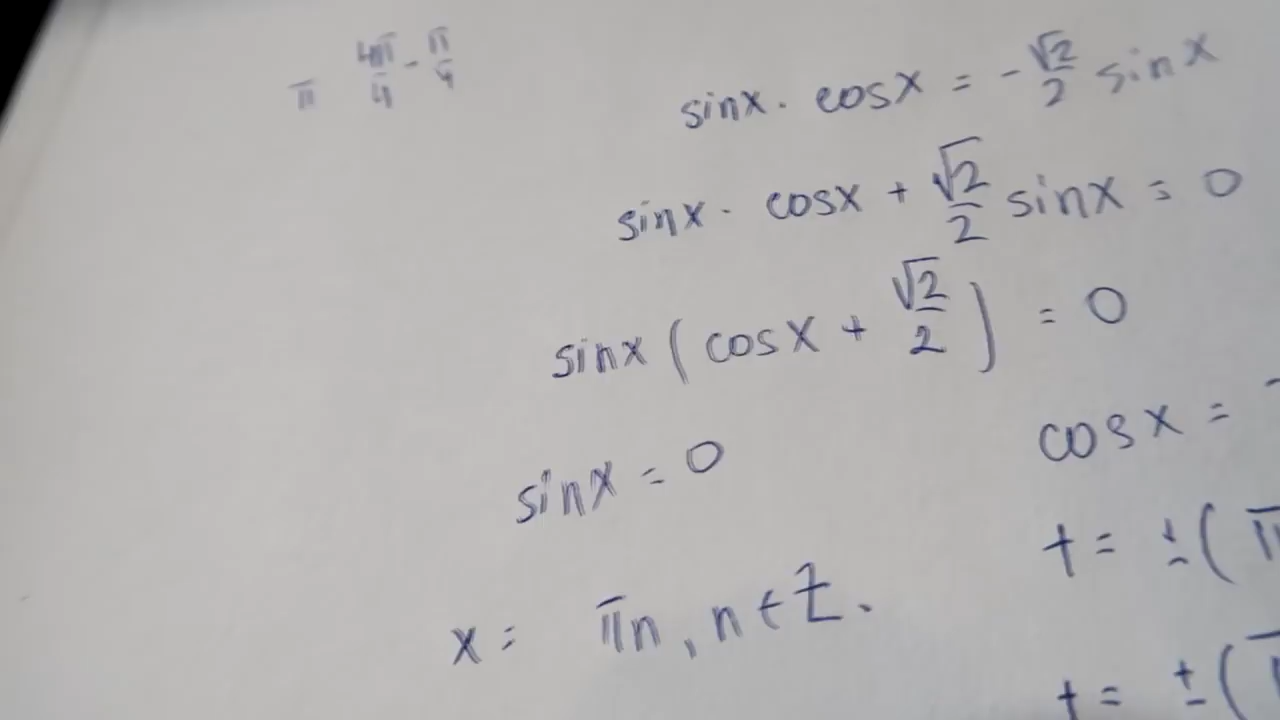 π 4π/4 - π/4
sinx · cosx = -√2/2 sinx
sinx · cosx + √2/2 sinx = 0
sinx (cosx + √2/2) = 0
sinx = 0
cosx =
x = πn, n ∈ Z.
t = ±(π
t = ±(π